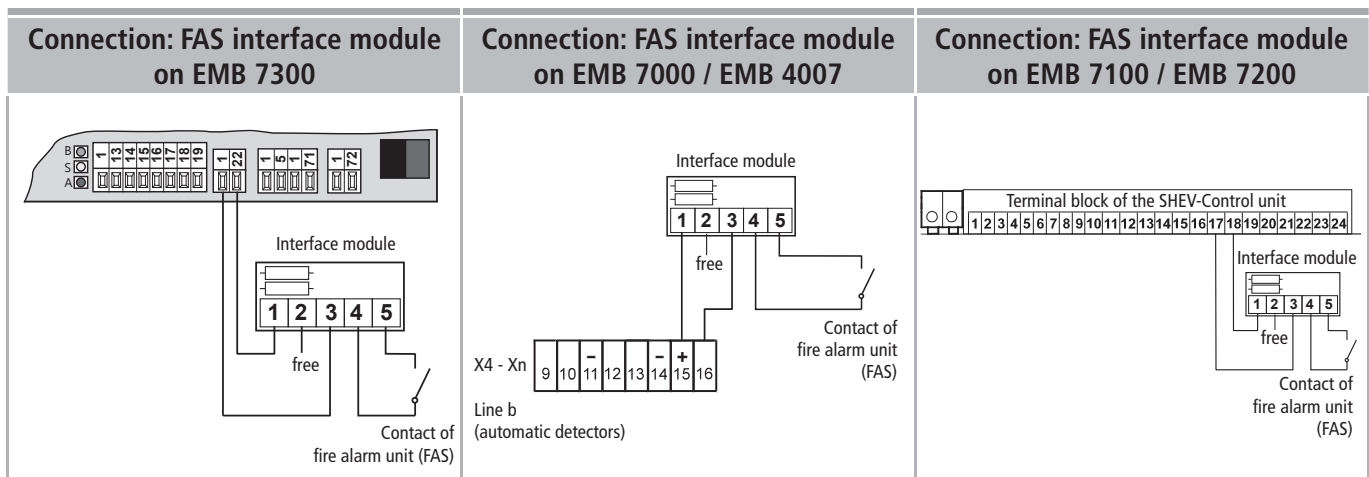 Connection: FAS interface module
on EMB 7300
B
S
A
1 13 14 15 16 17 18 19
1 22
1 5 1 71
1 72
Interface module
1 2 3 4 5
free
Contact of
fire alarm unit (FAS)
Connection: FAS interface module
on EMB 7000 / EMB 4007
Interface module
1 2 3 4 5
free
Contact of
fire alarm unit
(FAS)
X4 - Xn
– – +
9 10 11 12 13 14 15 16
Line b
(automatic detectors)
Connection: FAS interface module
on EMB 7100 / EMB 7200
Terminal block of the SHEV-Control unit
1 2 3 4 5 6 7 8 9 10 11 12 13 14 15 16 17 18 19 20 21 22 23 24
Interface module
1 2 3 4 5
free
Contact of
fire alarm unit
(FAS)